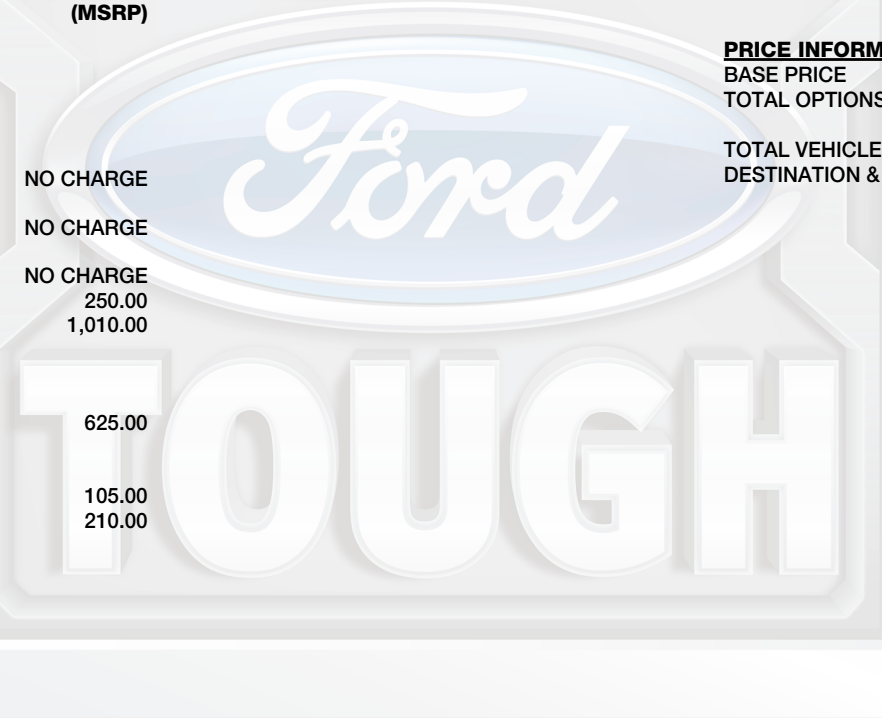 (MSRP)
NO CHARGE
NO CHARGE
NO CHARGE
250.00
1,010.00
625.00
105.00
210.00
PRICE INFORM
BASE PRICE
TOTAL OPTIONS
TOTAL VEHICLE
DESTINATION &
Ford
TOUGH